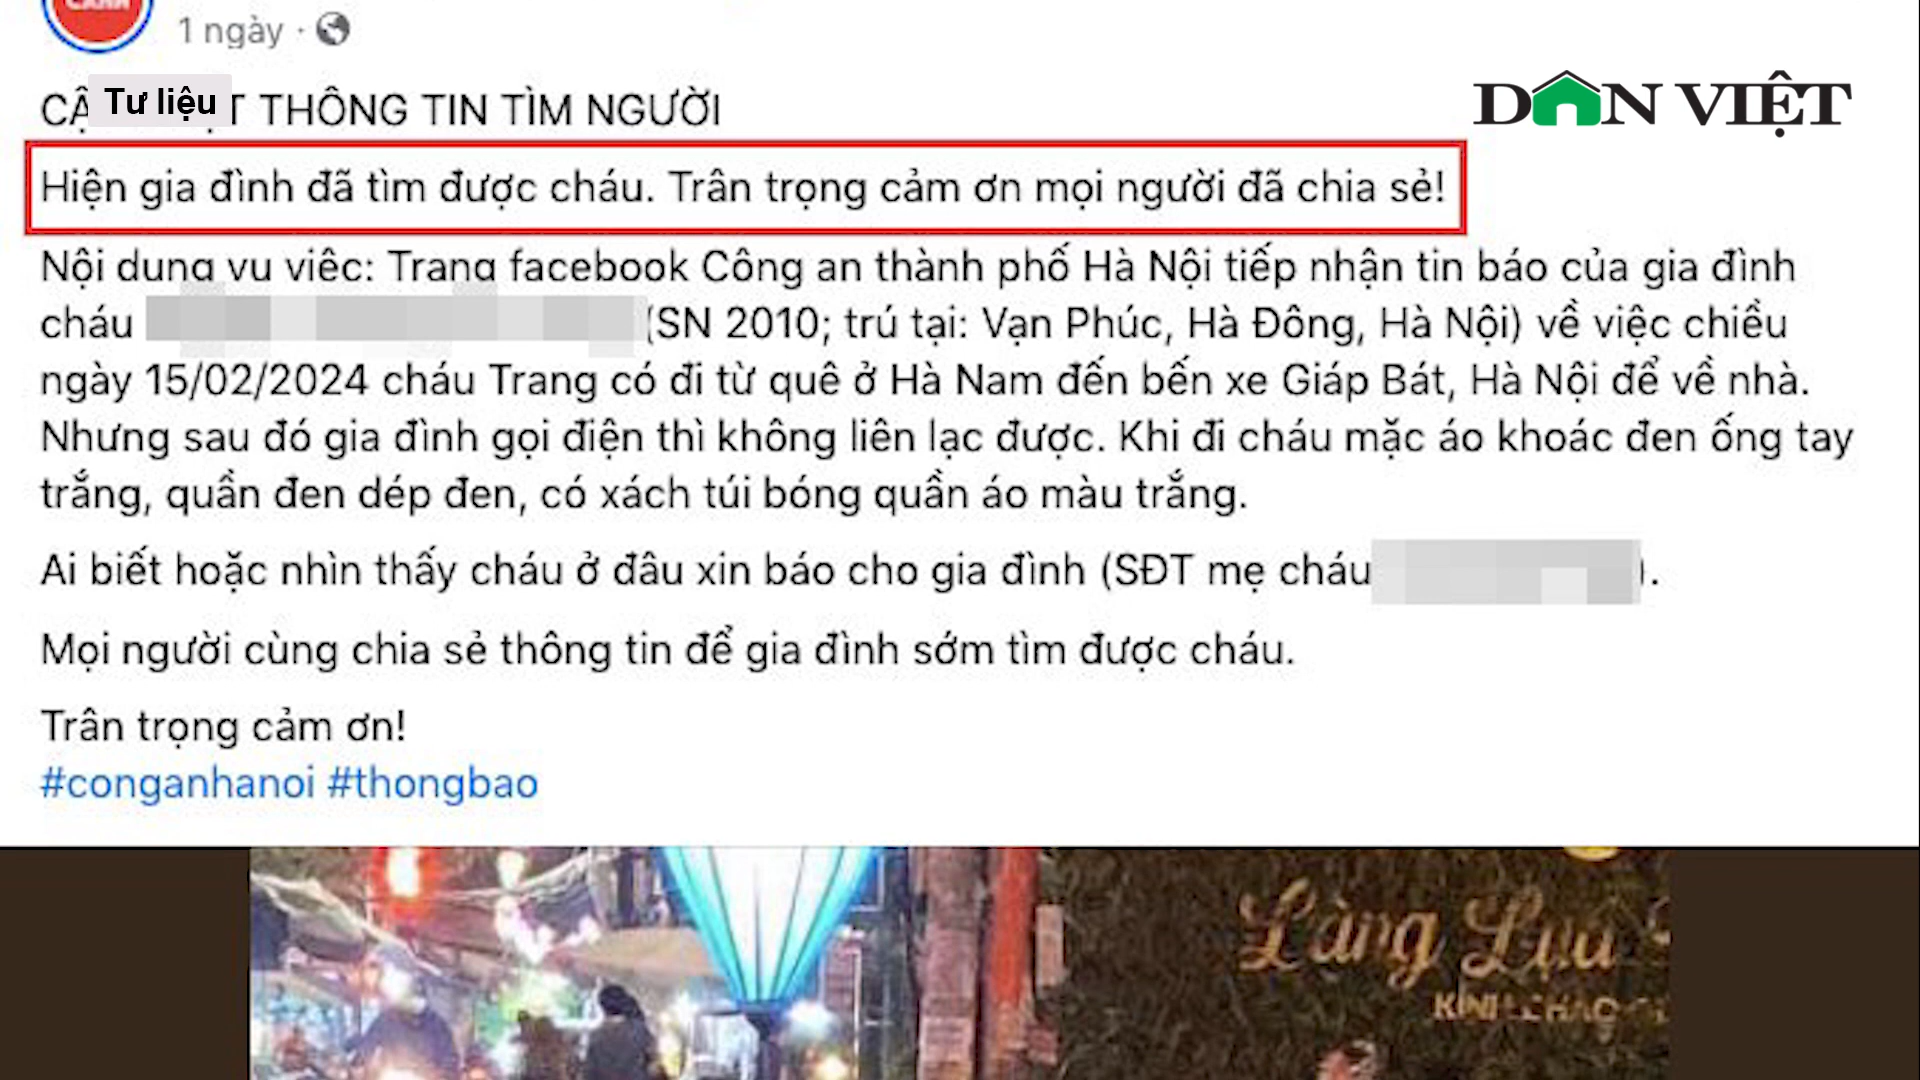 CẢNH
1 ngày ·
Tư liệu
CẬ T THÔNG TIN TÌM NGƯỜI
DÂN VIỆT
Hiện gia đình đã tìm được cháu. Trân trọng cảm ơn mọi người đã chia sẻ!
Nội dung vụ việc: Trang facebook Công an thành phố Hà Nội tiếp nhận tin báo của gia đình
cháu (SN 2010; trú tại: Vạn Phúc, Hà Đông, Hà Nội) về việc chiều
ngày 15/02/2024 cháu Trang có đi từ quê ở Hà Nam đến bến xe Giáp Bát, Hà Nội để về nhà.
Nhưng sau đó gia đình gọi điện thì không liên lạc được. Khi đi cháu mặc áo khoác đen ống tay
trắng, quần đen dép đen, có xách túi bóng quần áo màu trắng.
Ai biết hoặc nhìn thấy cháu ở đâu xin báo cho gia đình (SĐT mẹ cháu ).
Mọi người cùng chia sẻ thông tin để gia đình sớm tìm được cháu.
Trân trọng cảm ơn!
#conganhanoi #thongbao
Làng Lụa
KÍNH CHÀO